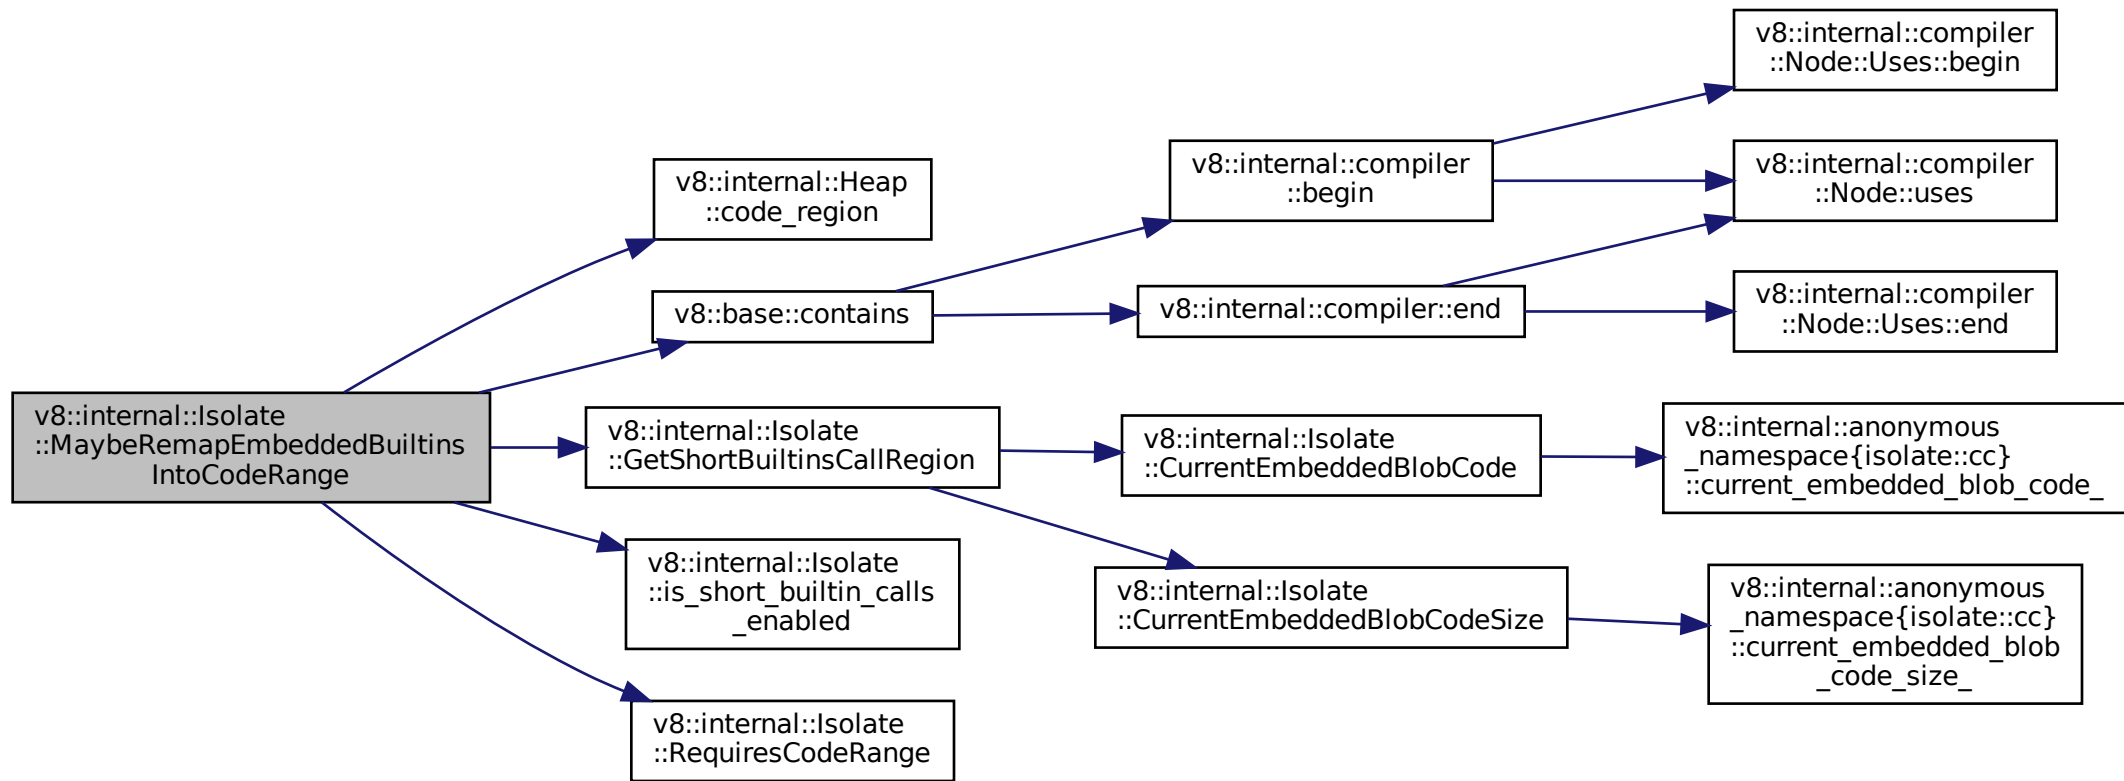 v8::internal::Isolate
::MaybeRemapEmbeddedBuiltins
IntoCodeRange
v8::internal::Heap
::code_region
v8::base::contains
v8::internal::compiler
::begin
v8::internal::compiler
::Node::Uses::begin
v8::internal::compiler
::Node::uses
v8::internal::compiler::end
v8::internal::compiler
::Node::Uses::end
v8::internal::Isolate
::GetShortBuiltinsCallRegion
v8::internal::Isolate
::CurrentEmbeddedBlobCode
v8::internal::anonymous
_namespace{isolate::cc}
::current_embedded_blob_code_
v8::internal::Isolate
::CurrentEmbeddedBlobCodeSize
v8::internal::anonymous
_namespace{isolate::cc}
::current_embedded_blob
_code_size_
v8::internal::Isolate
::is_short_builtin_calls
_enabled
v8::internal::Isolate
::RequiresCodeRange